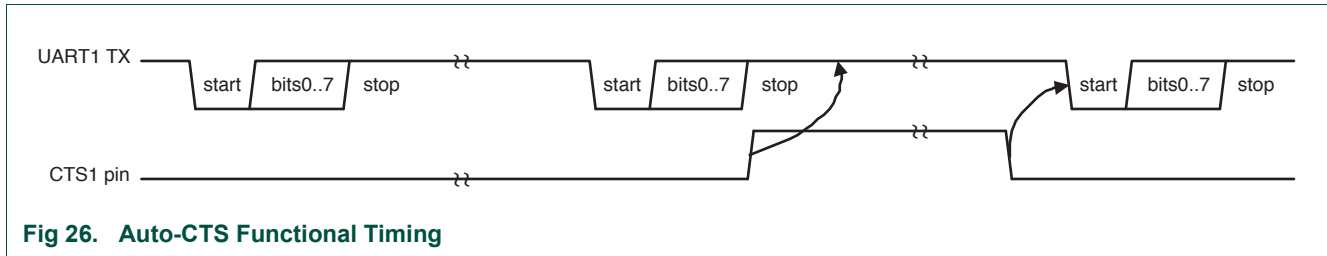 UART1 TX
start bits0..7 stop start bits0..7 stop start bits0..7 stop
CTS1 pin
Fig 26. Auto-CTS Functional Timing